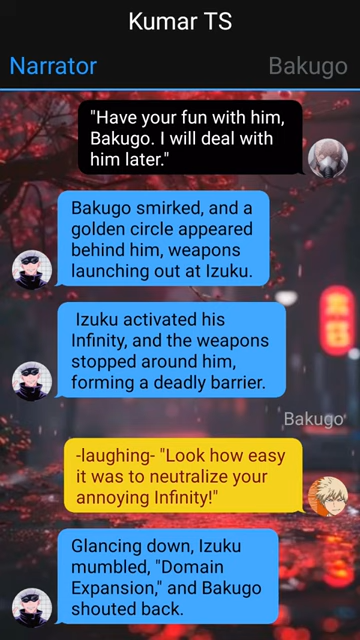 Kumar TS
Narrator
Bakugo
"Have your fun with him,
Bakugo. I will deal with
him later."
Bakugo smirked, and a
golden circle appeared
behind him, weapons
launching out at Izuku.
Izuku activated his
Infinity, and the weapons
stopped around him,
forming a deadly barrier.
Bakugo
-laughing- "Look how easy
it was to neutralize your
annoying Infinity!"
Glancing down, Izuku
mumbled, "Domain
Expansion," and Bakugo
shouted back.